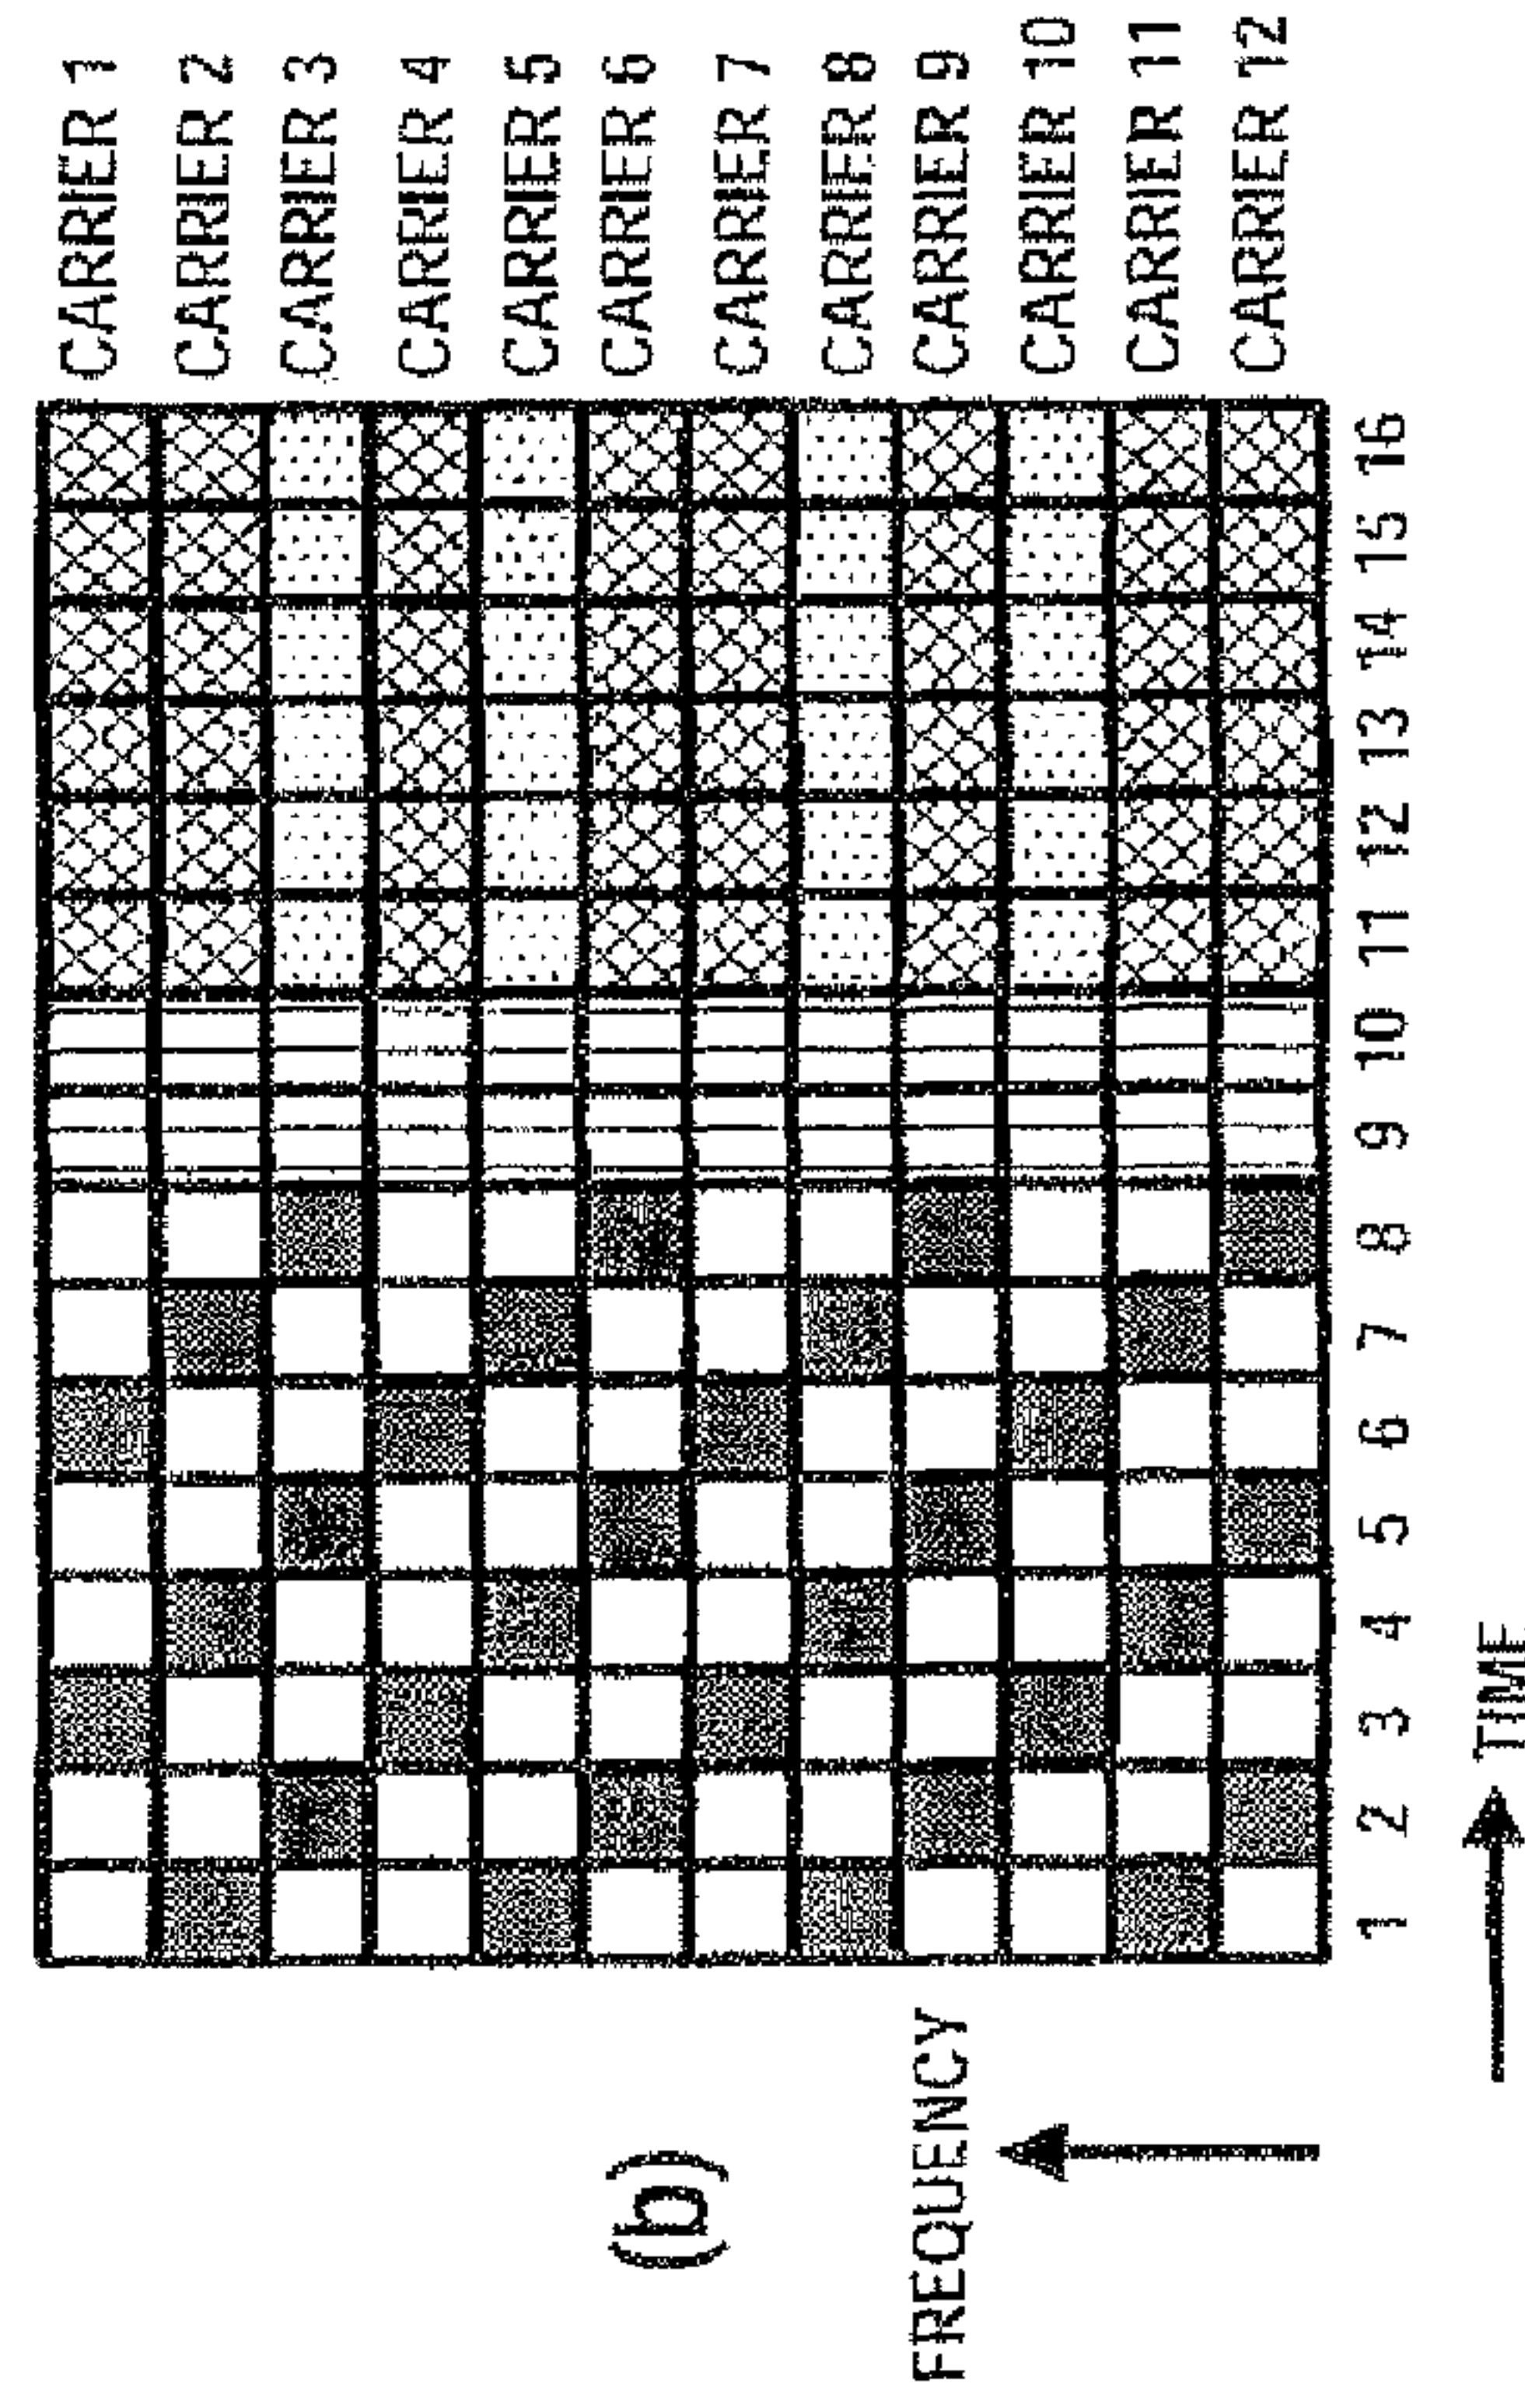 (b)
FREQUENCY
CARRIER 1
CARRIER 2
CARRIER 3
CARRIER 4
CARRIER 5
CARRIER 6
CARRIER 7
CARRIER 8
CARRIER 9
CARRIER 10
CARRIER 11
CARRIER 12
1 2 3 4 5 6 7 8 9 10 11 12 13 14 15 16
TIME